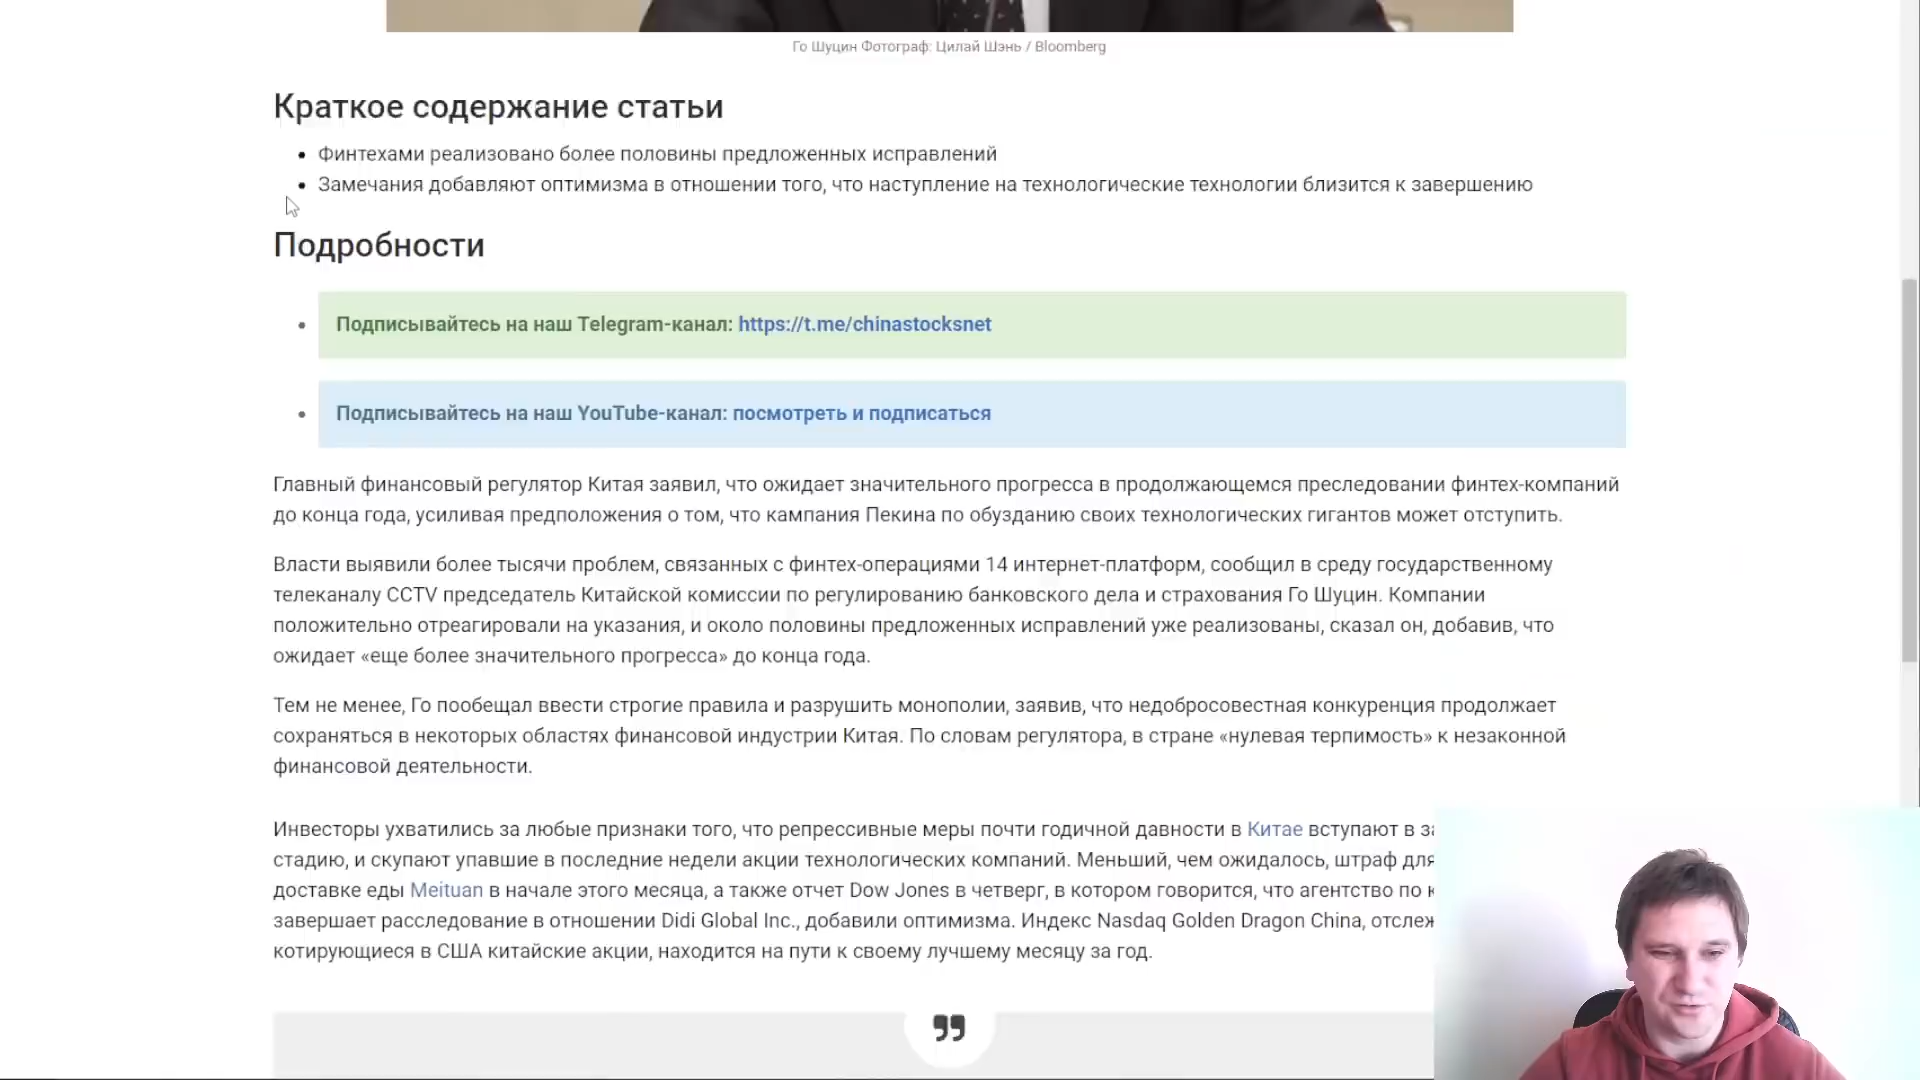 Го Шуцин Фотограф: Цилай Шэнь / Bloomberg
Краткое содержание статьи
Финтехами реализовано более половины предложенных исправлений
Замечания добавляют оптимизма в отношении того, что наступление на технологические технологии близится к завершению
Подробности
Подписывайтесь на наш Telegram-канал: https://t.me/chinastocksnet
Подписывайтесь на наш YouTube-канал: посмотреть и подписаться
Главный финансовый регулятор Китая заявил, что ожидает значительного прогресса в продолжающемся преследовании финтех-компаний
до конца года, усиливая предположения о том, что кампания Пекина по обузданию своих технологических гигантов может отступить.
Власти выявили более тысячи проблем, связанных с финтех-операциями 14 интернет-платформ, сообщил в среду государственному
телеканалу CCTV председатель Китайской комиссии по регулированию банковского дела и страхования Го Шуцин. Компании
положительно отреагировали на указания, и около половины предложенных исправлений уже реализованы, сказал он, добавив, что
ожидает «еще более значительного прогресса» до конца года.
Тем не менее, Го пообещал ввести строгие правила и разрушить монополии, заявив, что недобросовестная конкуренция продолжает
сохраняться в некоторых областях финансовой индустрии Китая. По словам регулятора, в стране «нулевая терпимость» к незаконной
финансовой деятельности.
Инвесторы ухватились за любые признаки того, что репрессивные меры почти годичной давности в Китае вступают в
стадию, и скупают упавшие в последние недели акции технологических компаний. Меньший, чем ожидалось, штраф для
доставке еды Meituan в начале этого месяца, а также отчет Dow Jones в четверг, в котором говорится, что агентство по
завершает расследование в отношении Didi Global Inc., добавили оптимизма. Индекс Nasdaq Golden Dragon China,
котирующиеся в США китайские акции, находится на пути к своему лучшему месяцу за год.